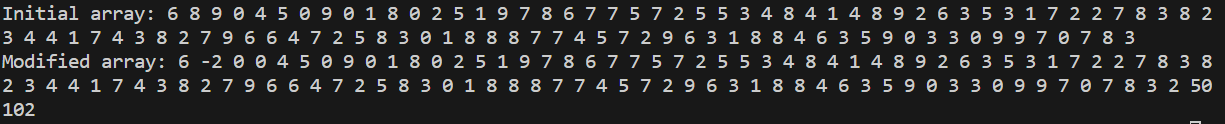 Initial array: 6 8 9 0 4 5 0 9 0 1 8 0 2 5 1 9 7 8 6 7 7 5 7 2 5 5 3 4 8 4 1 4 8 9 2 6 3 5 3 1 7 2 2 7 8 3 8 2
3 4 4 1 7 4 3 8 2 7 9 6 6 4 7 2 5 8 3 0 1 8 8 8 7 7 4 5 7 2 9 6 3 1 8 8 4 6 3 5 9 0 3 3 0 9 9 7 0 7 8 3
Modified array: 6 -2 0 0 4 5 0 9 0 1 8 0 2 5 1 9 7 8 6 7 7 5 7 2 5 5 3 4 8 4 1 4 8 9 2 6 3 5 3 1 7 2 2 7 8 3 8
2 3 4 4 1 7 4 3 8 2 7 9 6 6 4 7 2 5 8 3 0 1 8 8 8 7 7 4 5 7 2 9 6 3 1 8 8 4 6 3 5 9 0 3 3 0 9 9 7 0 7 8 3 2 50
102